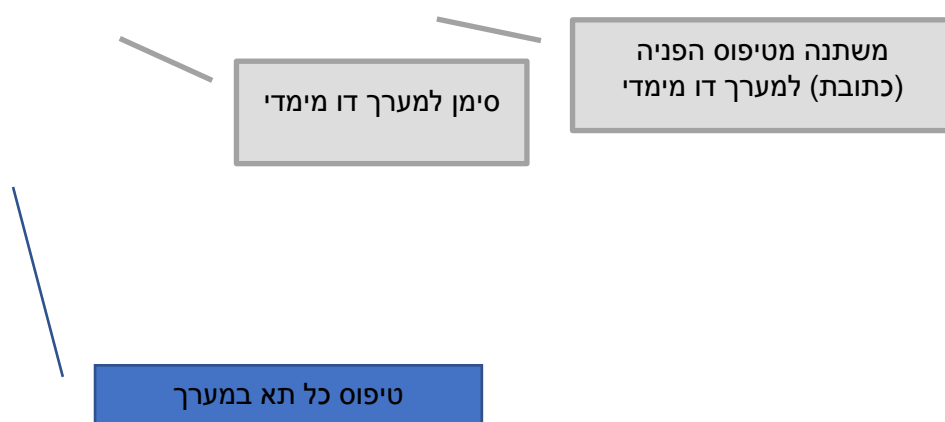 משתנה מטיפוס הפניה
(כתובת) למערך דו מימדי
סימן למערך דו מימדי
טיפוס כל תא במערך